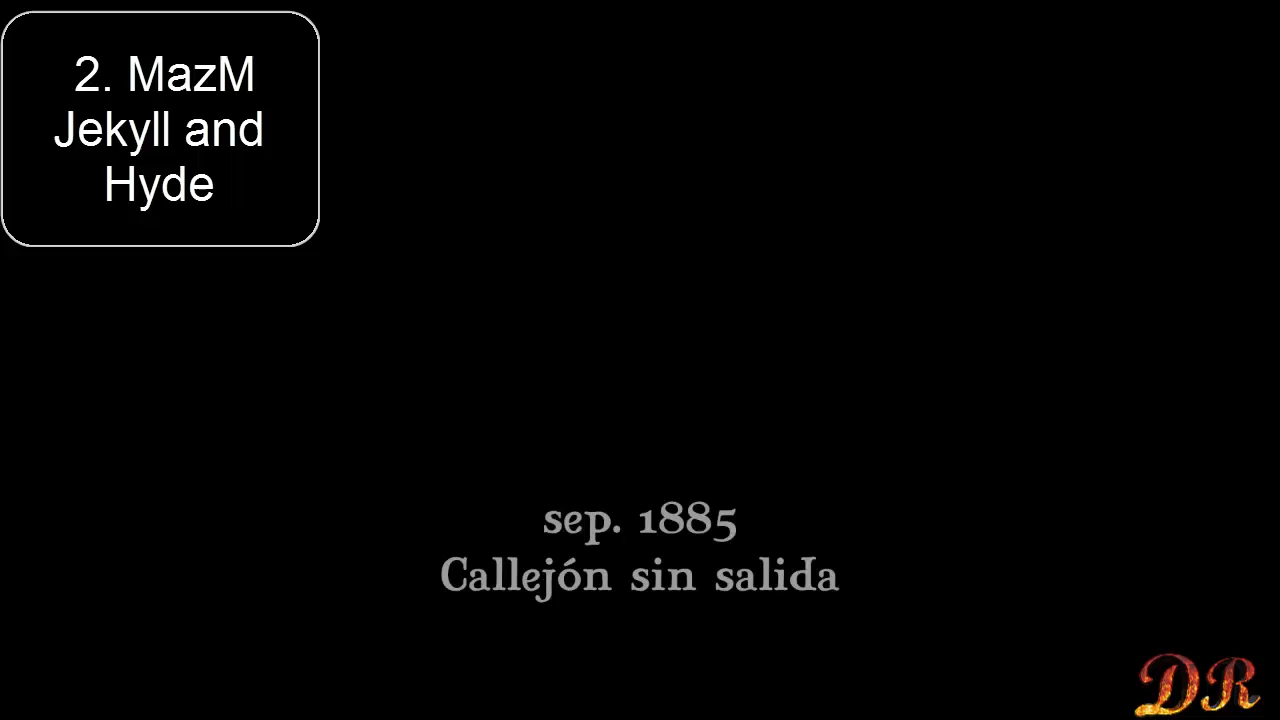 2. MazM
Jekyll and
Hyde
sep. 1885
Callejón sin salida
DR